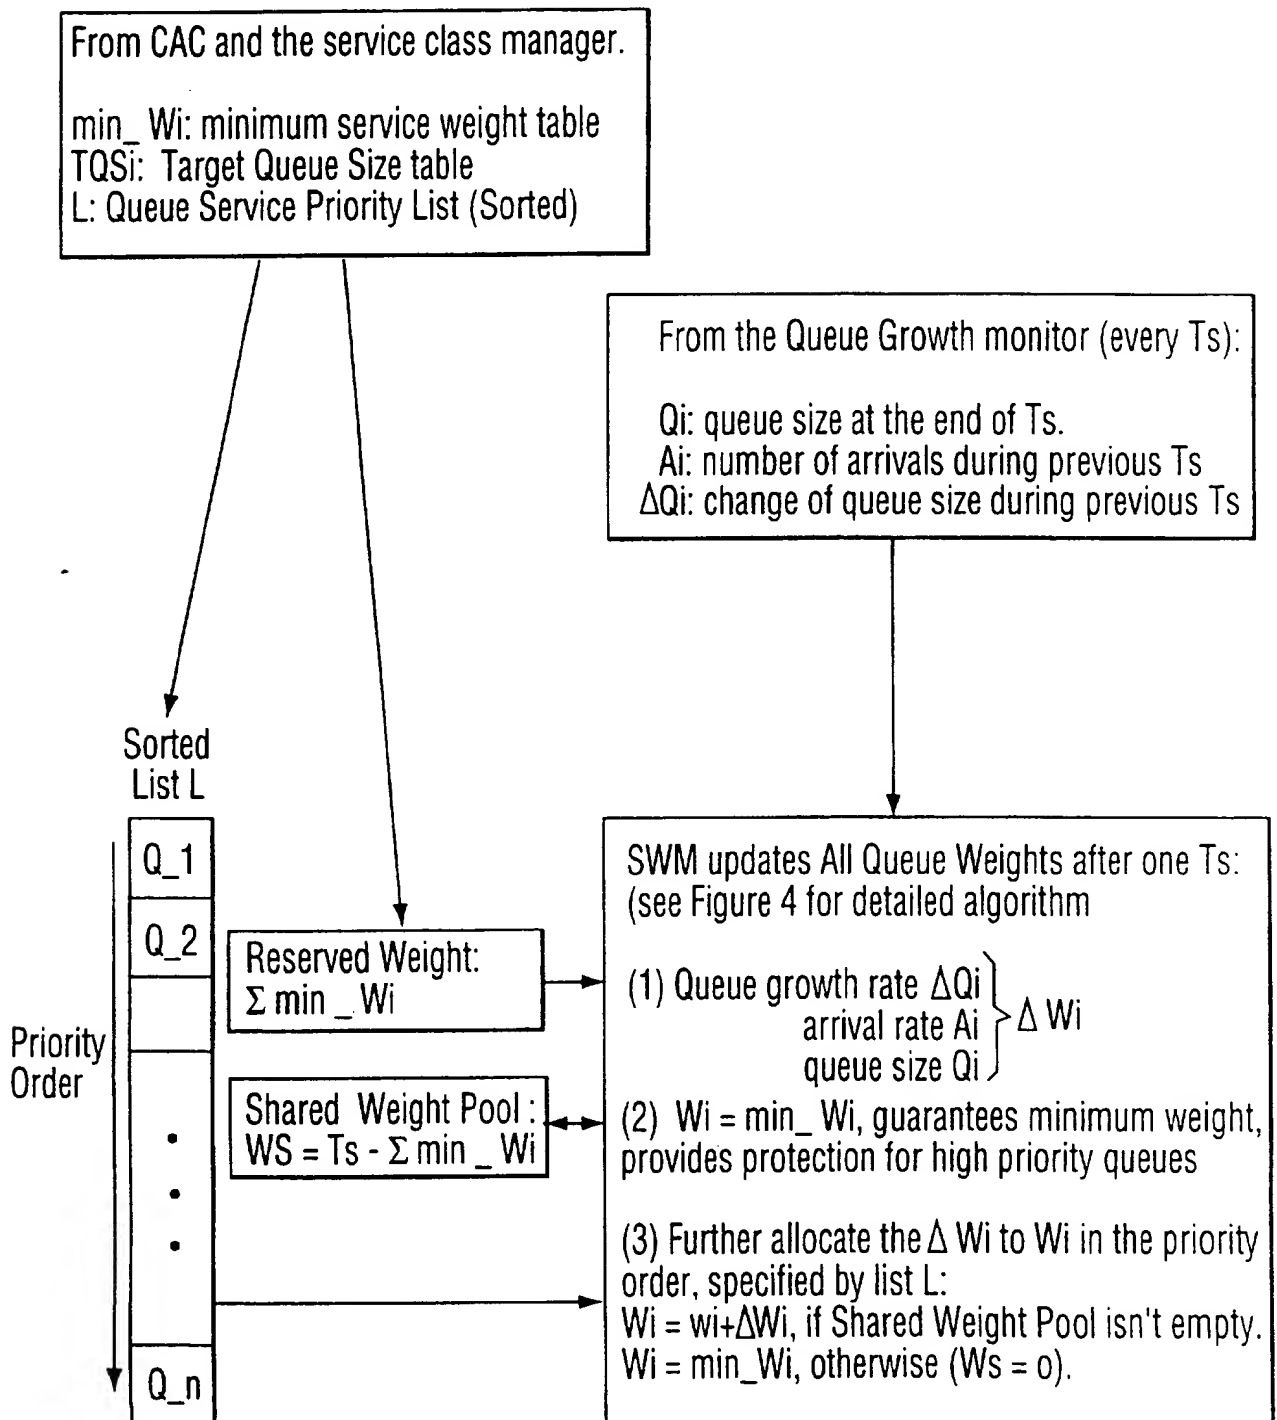 From CAC and the service class manager.
min_ Wi: minimum service weight table
TQSi: Target Queue Size table
L: Queue Service Priority List (Sorted)
From the Queue Growth monitor (every Ts):
Qi: queue size at the end of Ts.
Ai: number of arrivals during previous Ts
ΔQi: change of queue size during previous Ts
Sorted
List L
Q_1
Q_2
Q_n
Priority
Order
Reserved Weight:
Σ min _ Wi
Shared Weight Pool :
WS = Ts - Σ min _ Wi
SWM updates All Queue Weights after one Ts:
(see Figure 4 for detailed algorithm
(1) Queue growth rate ΔQi
arrival rate Ai
queue size Qi
Δ Wi
(2) Wi = min_ Wi, guarantees minimum weight,
provides protection for high priority queues
(3) Further allocate the Δ Wi to Wi in the priority
order, specified by list L:
Wi = wi+ΔWi, if Shared Weight Pool isn't empty.
Wi = min_Wi, otherwise (Ws = o).